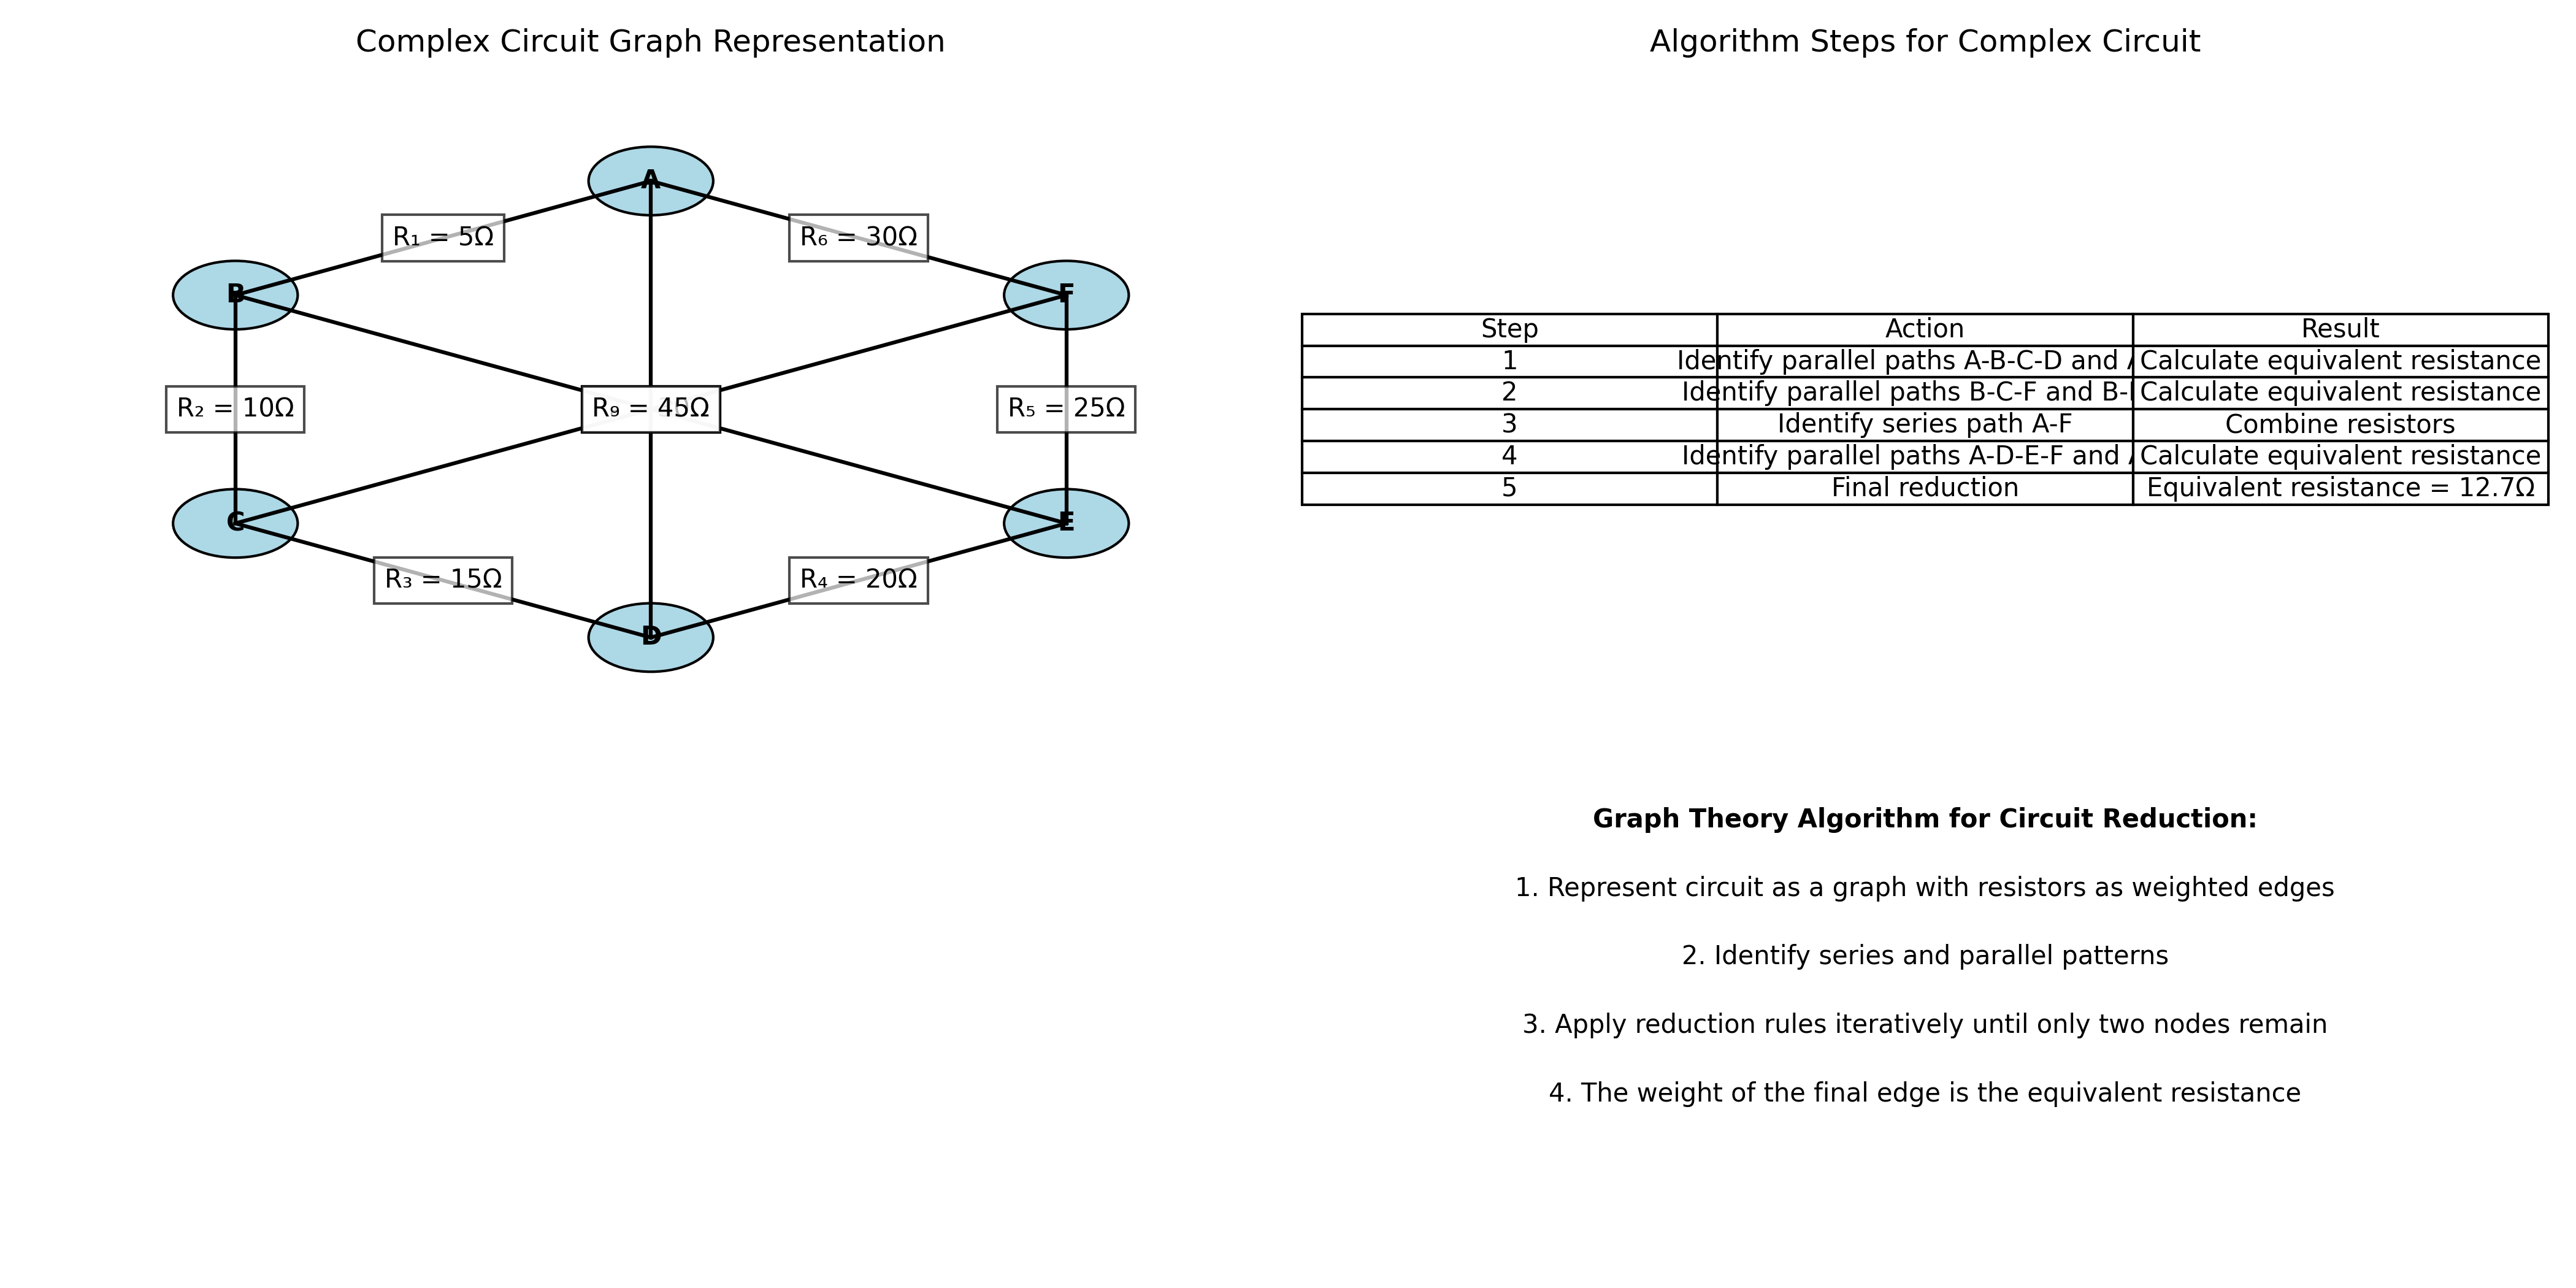 Complex Circuit Graph Representation
A
R₁ = 5Ω
R₆ = 30Ω
B
F
R₂ = 10Ω
R₉ = 45Ω
R₅ = 25Ω
C
E
R₃ = 15Ω
R₄ = 20Ω
D
Algorithm Steps for Complex Circuit
Step Action Result
1 Identify parallel paths A-B-C-D and Calculate equivalent resistance
2 Identify parallel paths B-C-F and Calculate equivalent resistance
3 Identify series path A-F Combine resistors
4 Identify parallel paths A-D-E-F and Calculate equivalent resistance
5 Final reduction Equivalent resistance = 12.7Ω
Graph Theory Algorithm for Circuit Reduction:
1. Represent circuit as a graph with resistors as weighted edges
2. Identify series and parallel patterns
3. Apply reduction rules iteratively until only two nodes remain
4. The weight of the final edge is the equivalent resistance